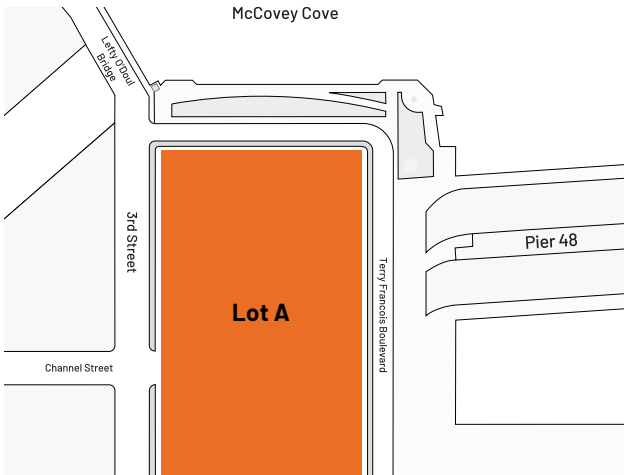 McCovey Cove
Lefty O'Doul
Bridge
3rd Street
Pier 48
Terry Francois Boulevard
Lot A
Channel Street